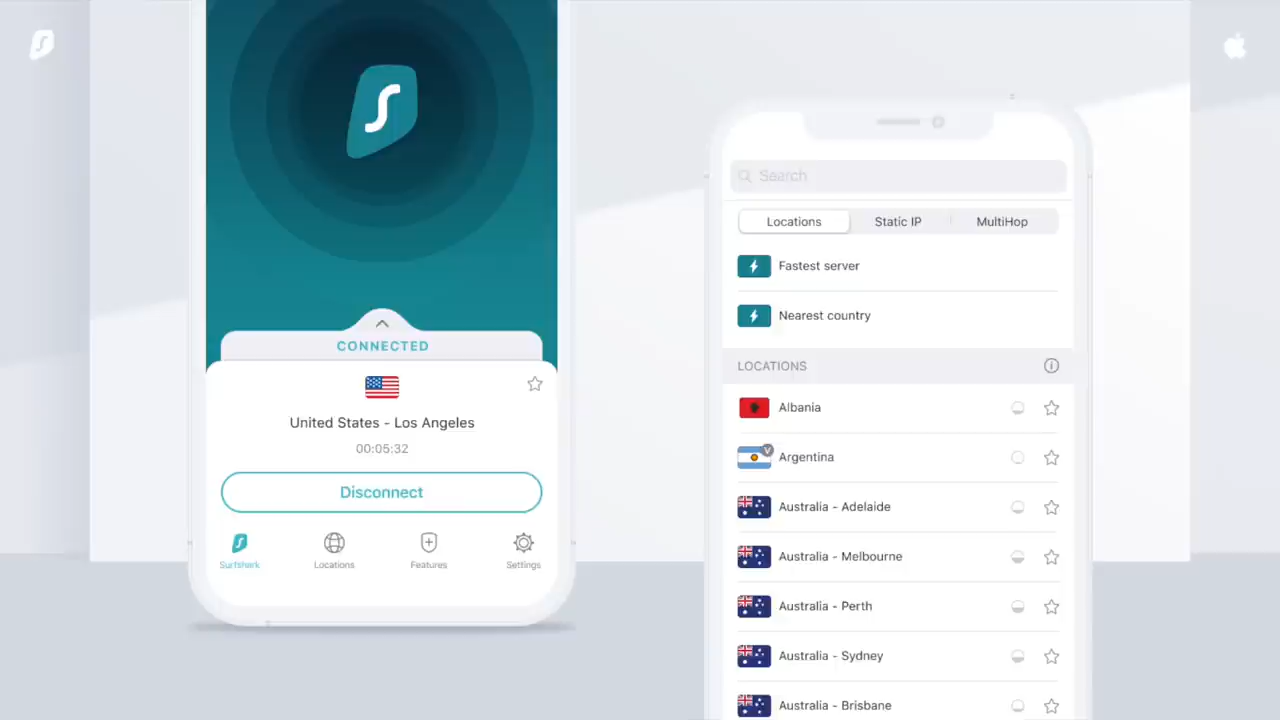 CONNECTED
United States - Los Angeles
00:05:32
Disconnect
Surfshark
Locations
Features
Settings
Search
Locations
Static IP
MultiHop
Fastest server
Nearest country
LOCATIONS
Albania
V
Argentina
Australia - Adelaide
Australia - Melbourne
Australia - Perth
Australia - Sydney
Australia - Brisbane